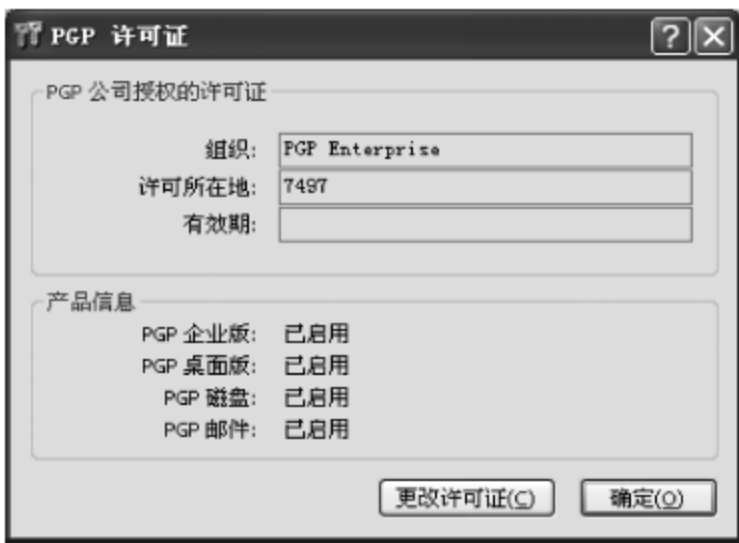 PGP 许可证
PGP 公司授权的许可证
组织: PGP Enterprise
许可所在地: 7497
有效期:
产品信息
PGP 企业版: 已启用
PGP 桌面版: 已启用
PGP 磁盘: 已启用
PGP 邮件: 已启用
更改许可证(C) 确定(O)